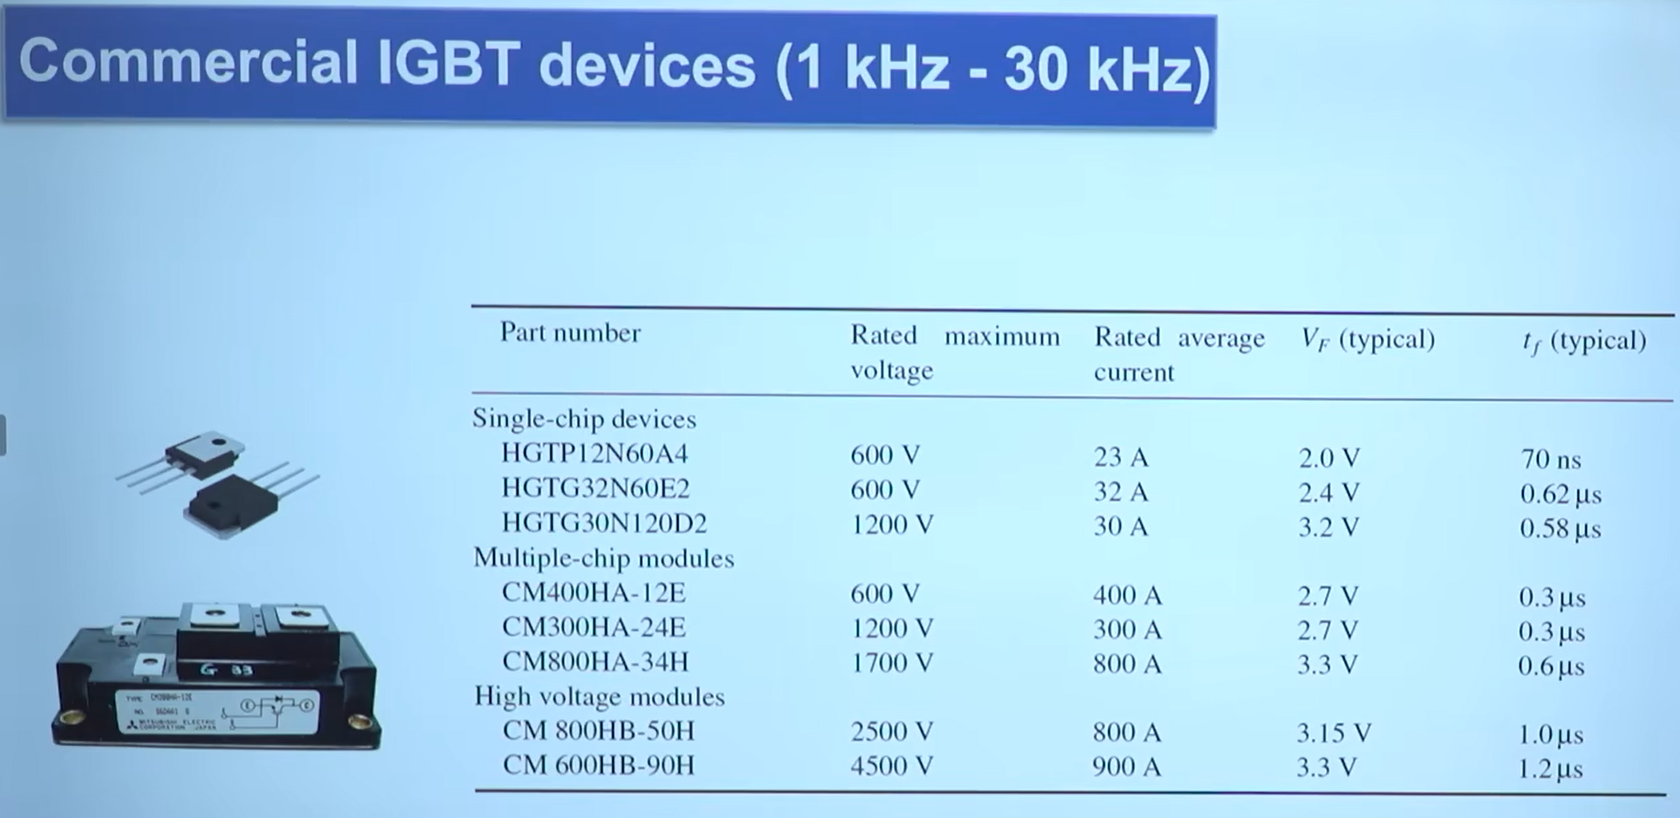 Commercial IGBT devices (1 kHz - 30 kHz)
Part number Rated maximum voltage Rated average current V_F (typical) t_f (typical)
Single-chip devices
HGTP12N60A4 600 V 23 A 2.0 V 70 ns
HGTG32N60E2 600 V 32 A 2.4 V 0.62 µs
HGTG30N120D2 1200 V 30 A 3.2 V 0.58 µs
Multiple-chip modules
CM400HA-12E 600 V 400 A 2.7 V 0.3 µs
CM300HA-24E 1200 V 300 A 2.7 V 0.3 µs
CM800HA-34H 1700 V 800 A 3.3 V 0.6 µs
High voltage modules
CM 800HB-50H 2500 V 800 A 3.15 V 1.0 µs
CM 600HB-90H 4500 V 900 A 3.3 V 1.2 µs
G 33
TYPE
NO.
MITSUBISHI ELECTRIC
CORPORATION JAPAN
E C